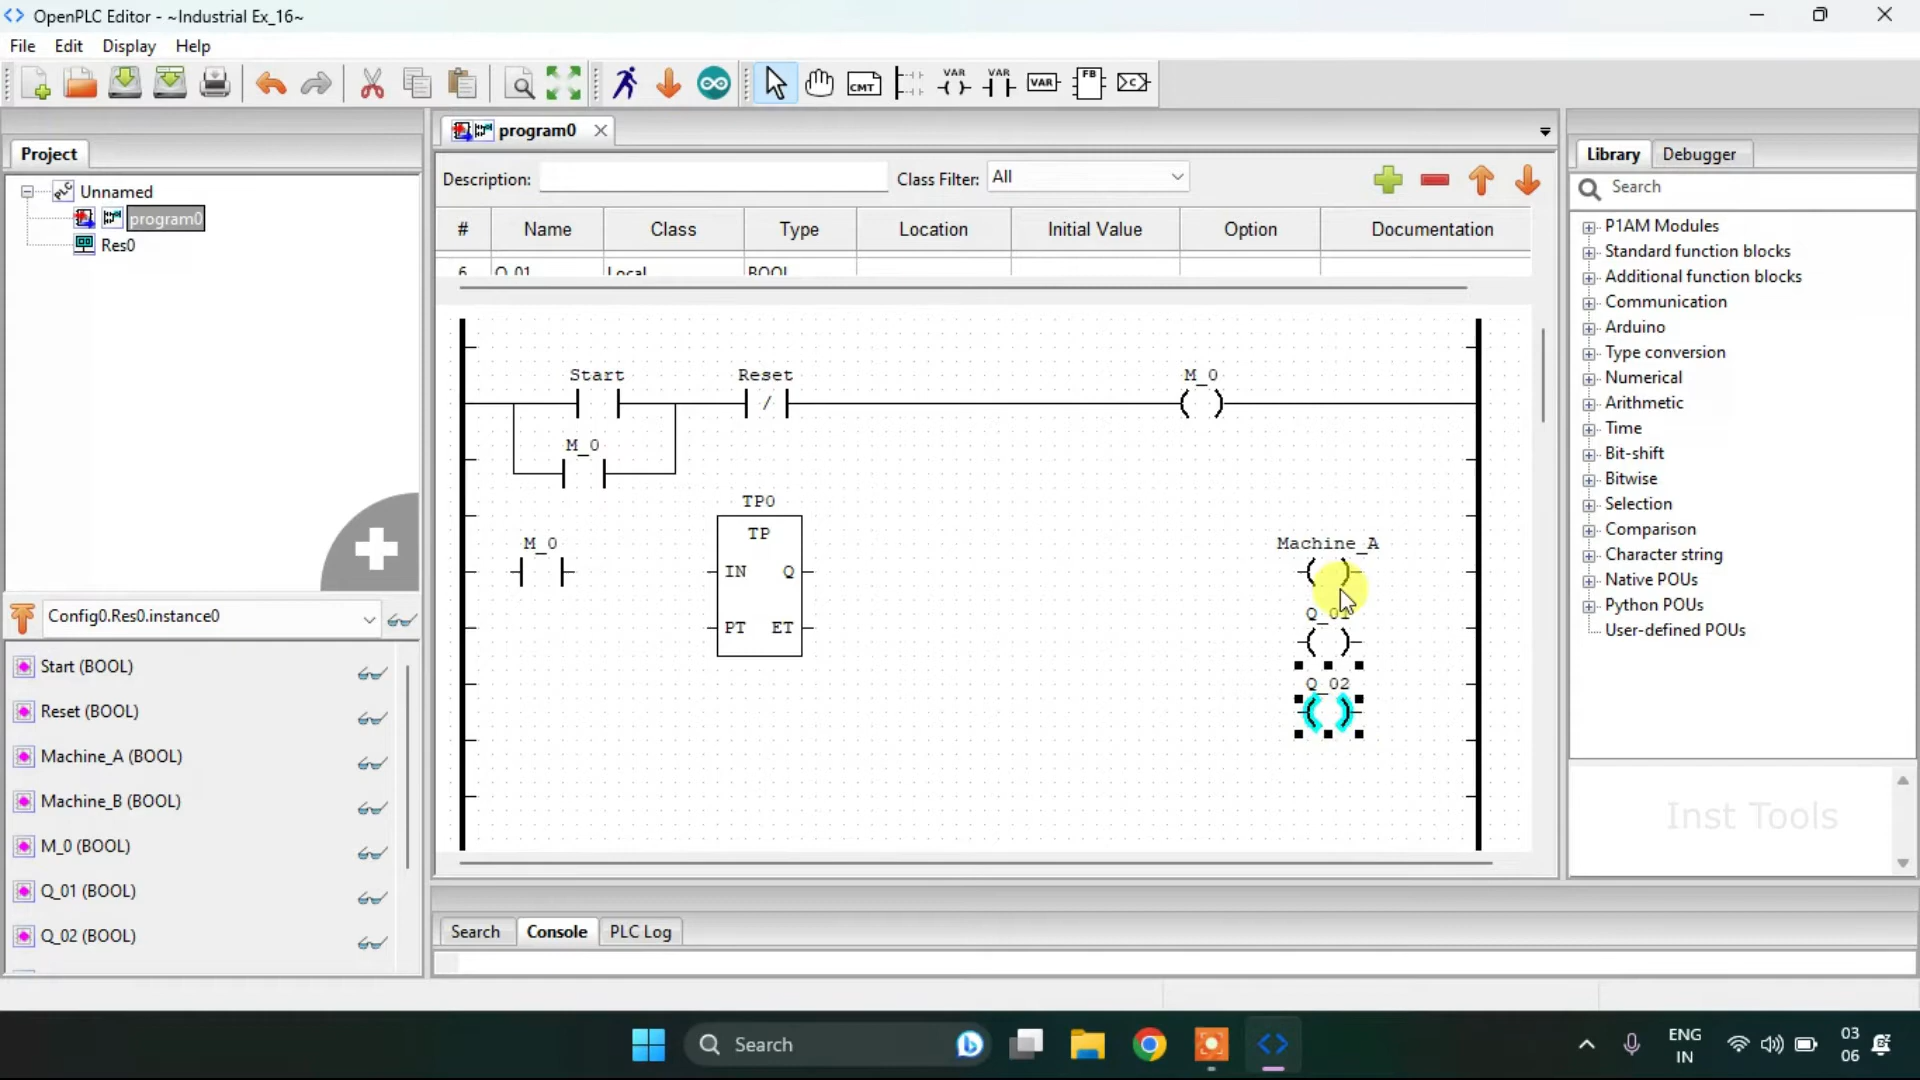 OpenPLC Editor - ~Industrial Ex_16~
File Edit Display Help
CMT VAR VAR VAR FB C
Project
Unnamed
program0
Res0
Config0.Res0.instance0
Start (BOOL)
Reset (BOOL)
Machine_A (BOOL)
Machine_B (BOOL)
M_0 (BOOL)
Q_01 (BOOL)
Q_02 (BOOL)
program0
Description: Class Filter: All
# Name Class Type Location Initial Value Option Documentation
6 Q_01 Local BOOL
Start Reset M_0
/
M_0
TP0
TP
M_0 Machine_A
IN Q
Q_01
PT ET
Q_02
Search Console PLC Log
Library Debugger
Search
P1AM Modules
Standard function blocks
Additional function blocks
Communication
Arduino
Type conversion
Numerical
Arithmetic
Time
Bit-shift
Bitwise
Selection
Comparison
Character string
Native POUs
Python POUs
User-defined POUs
Inst Tools
Search
ENG
IN
03
06